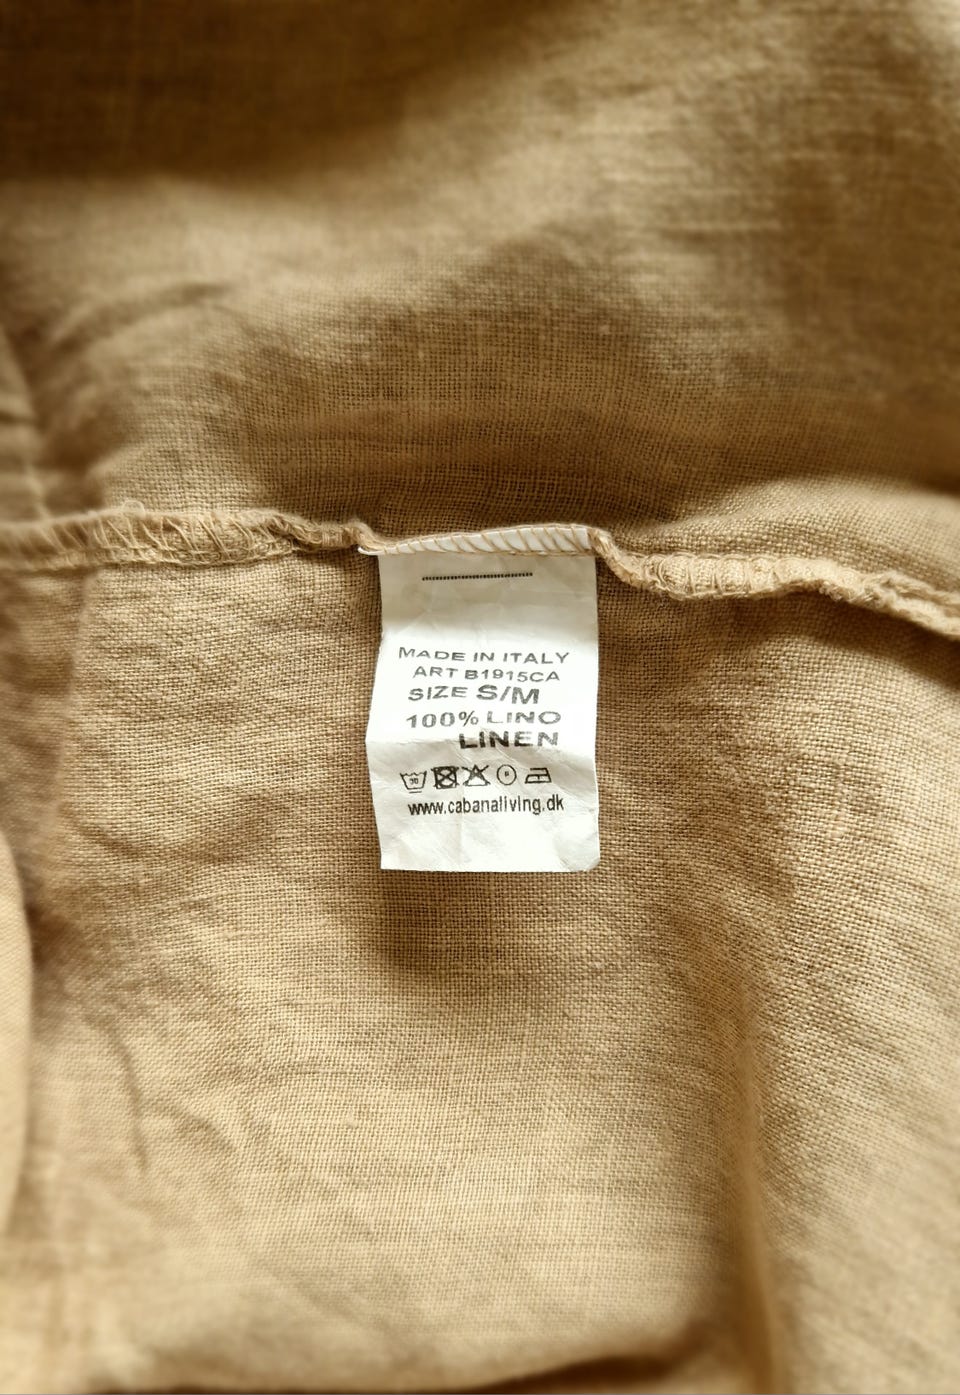 MADE IN ITALY
ART B1915CA
SIZE S/M
100% LINO
LINEN
www.cabanaliving.dk